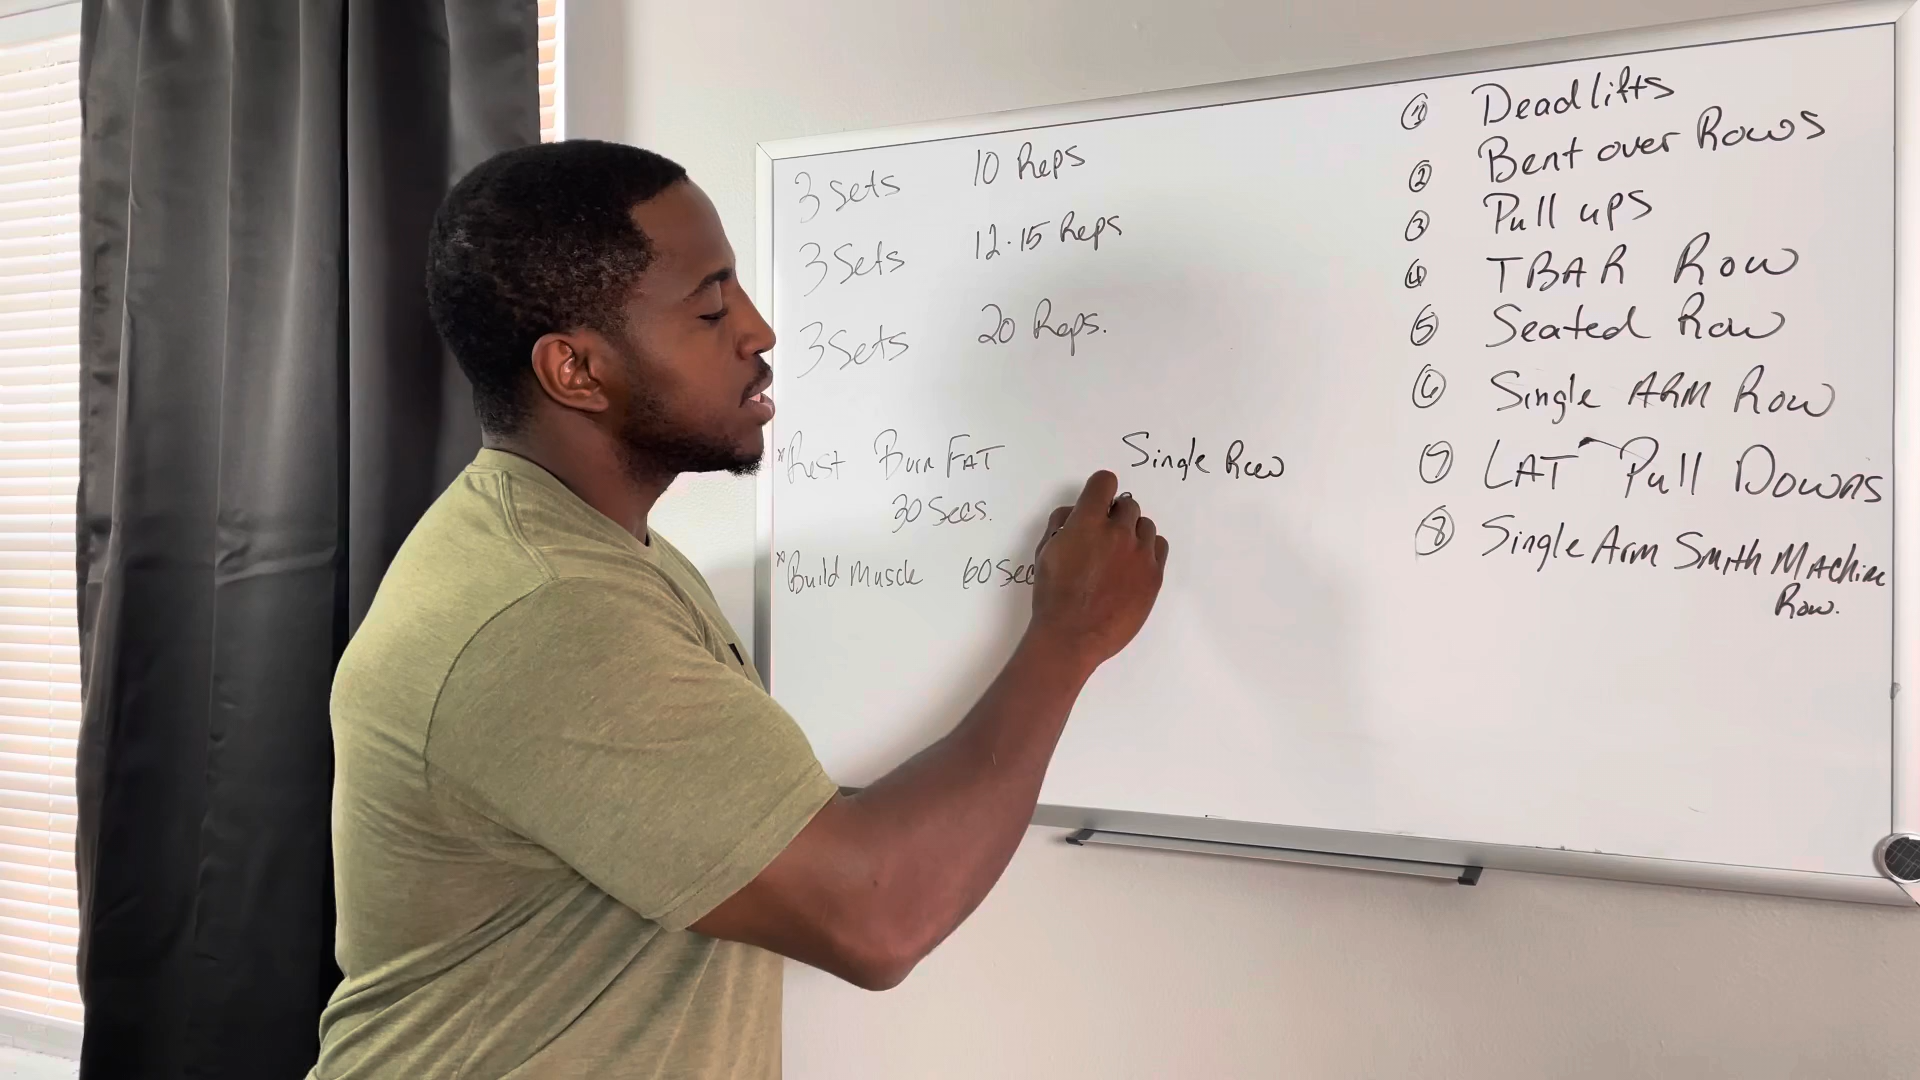 3 Sets 10 Reps
3 Sets 12.15 Reps
3 Sets 20 Reps.
*Rest Burn FAT
30 Secs.
*Build Muscle 60 Sec
Single Row
① Deadlifts
② Bent over Rows
③ Pull ups
④ TBAR Row
⑤ Seated Row
⑥ Single ARM Row
⑦ LAT Pull Downs
⑧ Single Arm Smith Machine
Row.